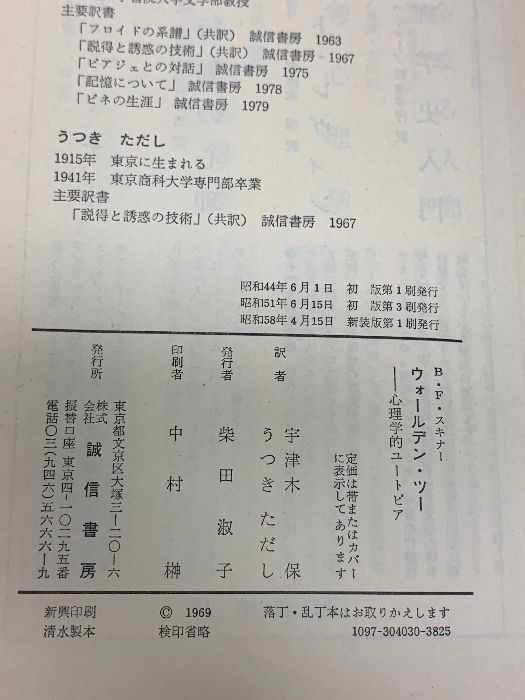 学習院大学文学部教授
主要訳書
「フロイドの系譜」(共訳) 誠信書房 1963
「説得と誘惑の技術」(共訳) 誠信書房 1967
「ピアジェとの対話」誠信書房 1975
「記憶について」誠信書房 1978
「ビネの生涯」誠信書房 1979
うつき ただし
1915年 東京に生まれる
1941年 東京商科大学専門部卒業
主要訳書
「説得と誘惑の技術」(共訳) 誠信書房 1967
昭和44年6月1日 初 版第1刷発行
昭和51年6月15日 初 版第3刷発行
昭和58年4月15日 新装版第1刷発行
B・F・スキナー
ウォールデン・ツー
——心理学的ユートピア
定価は帯またはカバー
に表示してあります
訳者 宇津木 保
うつき ただし
発行者 柴田淑子
印刷者 中村榊
発行所 株式会社 誠信書房
東京都文京区大塚三—二〇—六
振替口座 東京四—一〇二九五番
電話〇三(九四六)五六六六—九
新興印刷
清水製本
© 1969
検印省略
落丁・乱丁本はお取りかえします
1097-304030-3825